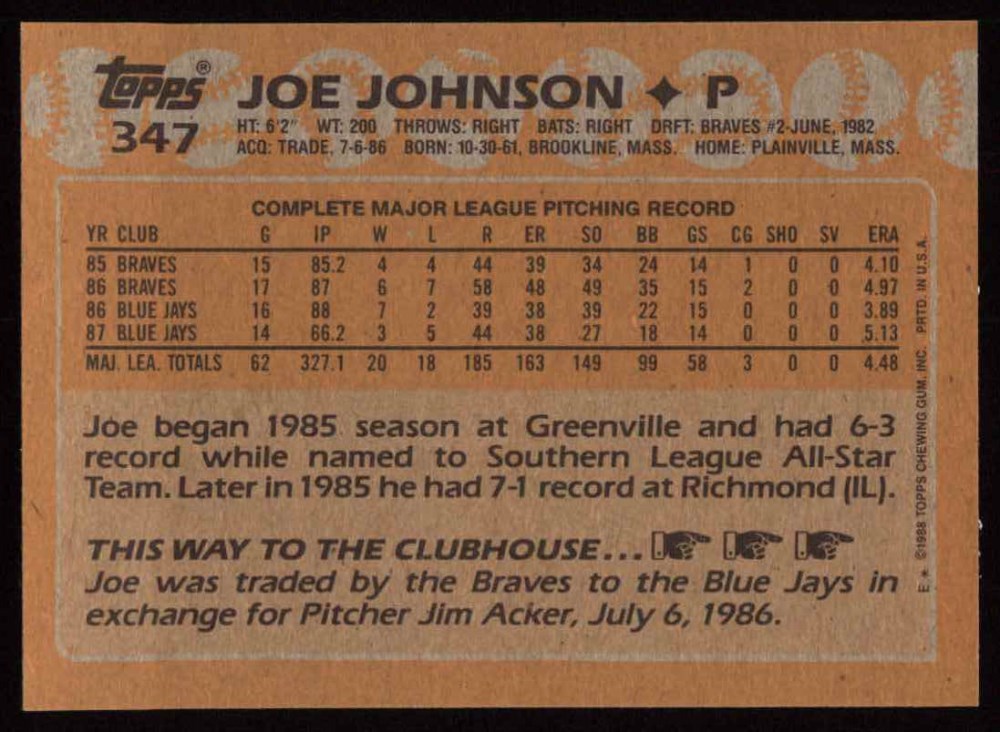 topps® JOE JOHNSON ✦ P
347 HT: 6'2" WT: 200 THROWS: RIGHT BATS: RIGHT DRFT: BRAVES #2-JUNE, 1982
ACQ: TRADE, 7-6-86 BORN: 10-30-61, BROOKLINE, MASS. HOME: PLAINVILLE, MASS.
COMPLETE MAJOR LEAGUE PITCHING RECORD
YR CLUB G IP W L R ER SO BB GS CG SHO SV ERA
85 BRAVES 15 85.2 4 4 44 39 34 24 14 1 0 0 4.10
86 BRAVES 17 87 6 7 58 48 49 35 15 2 0 0 4.97
86 BLUE JAYS 16 88 7 2 39 38 39 22 15 0 0 0 3.89
87 BLUE JAYS 14 66.2 3 5 44 38 27 18 14 0 0 0 5.13
MAJ. LEA. TOTALS 62 327.1 20 18 185 163 149 99 58 3 0 0 4.48
Joe began 1985 season at Greenville and had 6-3
record while named to Southern League All-Star
Team. Later in 1985 he had 7-1 record at Richmond (IL).
THIS WAY TO THE CLUBHOUSE...
Joe was traded by the Braves to the Blue Jays in
exchange for Pitcher Jim Acker, July 6, 1986.
E★ ©1988 TOPPS CHEWING GUM, INC. PRTD. IN U.S.A.